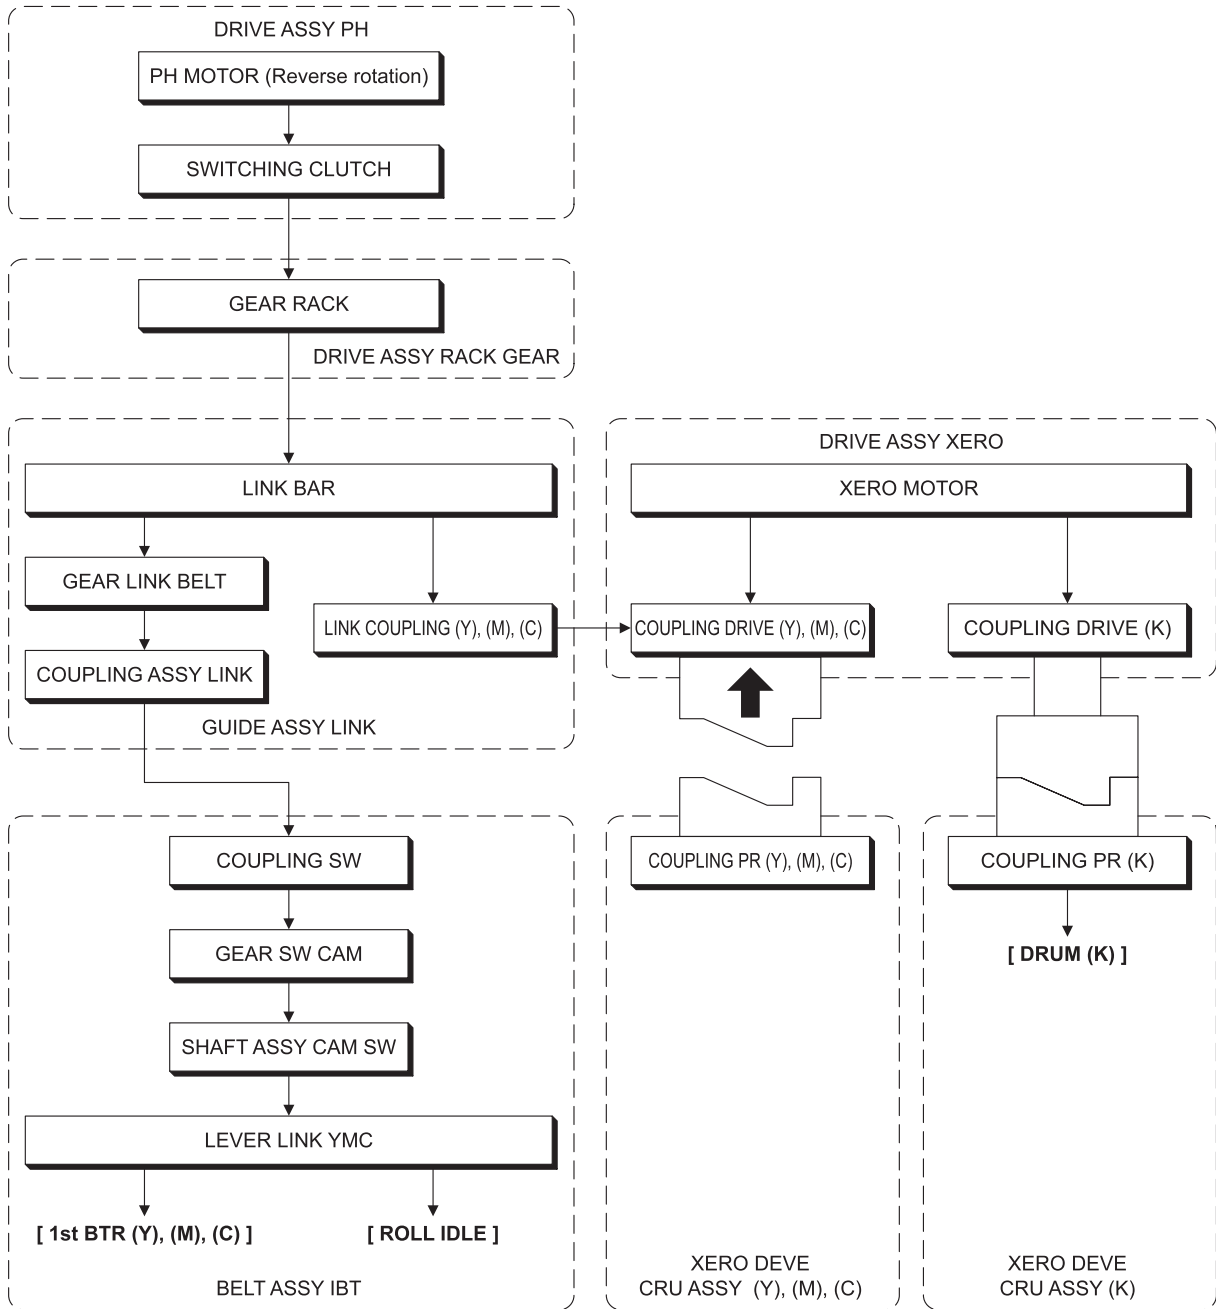 DRIVE ASSY PH
PH MOTOR (Reverse rotation)
SWITCHING CLUTCH
GEAR RACK
DRIVE ASSY RACK GEAR
LINK BAR
GEAR LINK BELT
LINK COUPLING (Y), (M), (C)
COUPLING ASSY LINK
GUIDE ASSY LINK
DRIVE ASSY XERO
XERO MOTOR
COUPLING DRIVE (Y), (M), (C)
COUPLING DRIVE (K)
COUPLING SW
GEAR SW CAM
SHAFT ASSY CAM SW
LEVER LINK YMC
[ 1st BTR (Y), (M), (C) ]
[ ROLL IDLE ]
BELT ASSY IBT
COUPLING PR (Y), (M), (C)
XERO DEVE
CRU ASSY (Y), (M), (C)
COUPLING PR (K)
[ DRUM (K) ]
XERO DEVE
CRU ASSY (K)